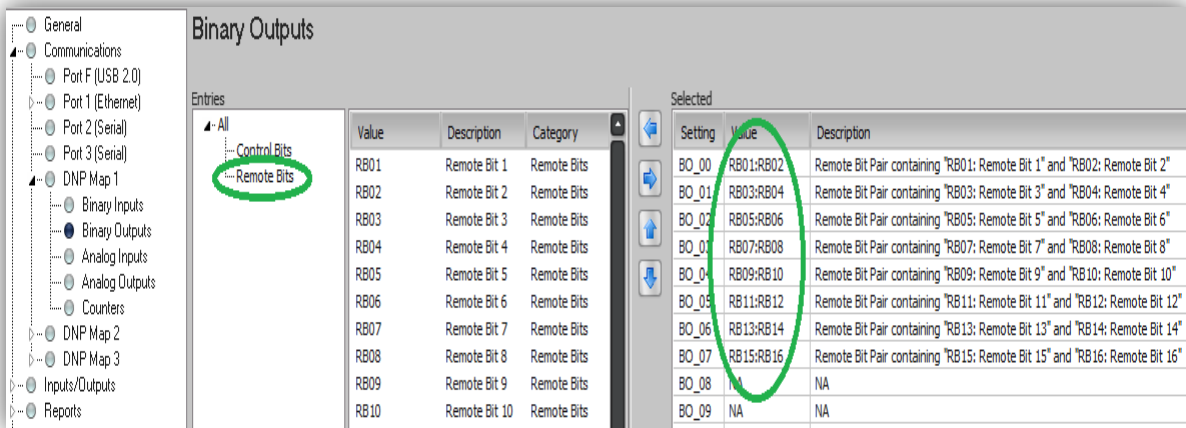 General
Communications
Port F (USB 2.0)
Port 1 (Ethernet)
Port 2 (Serial)
Port 3 (Serial)
DNP Map 1
Binary Inputs
Binary Outputs
Analog Inputs
Analog Outputs
Counters
DNP Map 2
DNP Map 3
Inputs/Outputs
Reports
Binary Outputs
Entries
All
Control Bits
Remote Bits
Value Description Category
RB01 Remote Bit 1 Remote Bits
RB02 Remote Bit 2 Remote Bits
RB03 Remote Bit 3 Remote Bits
RB04 Remote Bit 4 Remote Bits
RB05 Remote Bit 5 Remote Bits
RB06 Remote Bit 6 Remote Bits
RB07 Remote Bit 7 Remote Bits
RB08 Remote Bit 8 Remote Bits
RB09 Remote Bit 9 Remote Bits
RB10 Remote Bit 10 Remote Bits
Selected
Setting Value Description
BO_00 RB01:RB02 Remote Bit Pair containing "RB01: Remote Bit 1" and "RB02: Remote Bit 2"
BO_01 RB03:RB04 Remote Bit Pair containing "RB03: Remote Bit 3" and "RB04: Remote Bit 4"
BO_02 RB05:RB06 Remote Bit Pair containing "RB05: Remote Bit 5" and "RB06: Remote Bit 6"
BO_03 RB07:RB08 Remote Bit Pair containing "RB07: Remote Bit 7" and "RB08: Remote Bit 8"
BO_04 RB09:RB10 Remote Bit Pair containing "RB09: Remote Bit 9" and "RB10: Remote Bit 10"
BO_05 RB11:RB12 Remote Bit Pair containing "RB11: Remote Bit 11" and "RB12: Remote Bit 12"
BO_06 RB13:RB14 Remote Bit Pair containing "RB13: Remote Bit 13" and "RB14: Remote Bit 14"
BO_07 RB15:RB16 Remote Bit Pair containing "RB15: Remote Bit 15" and "RB16: Remote Bit 16"
BO_08 NA NA
BO_09 NA NA